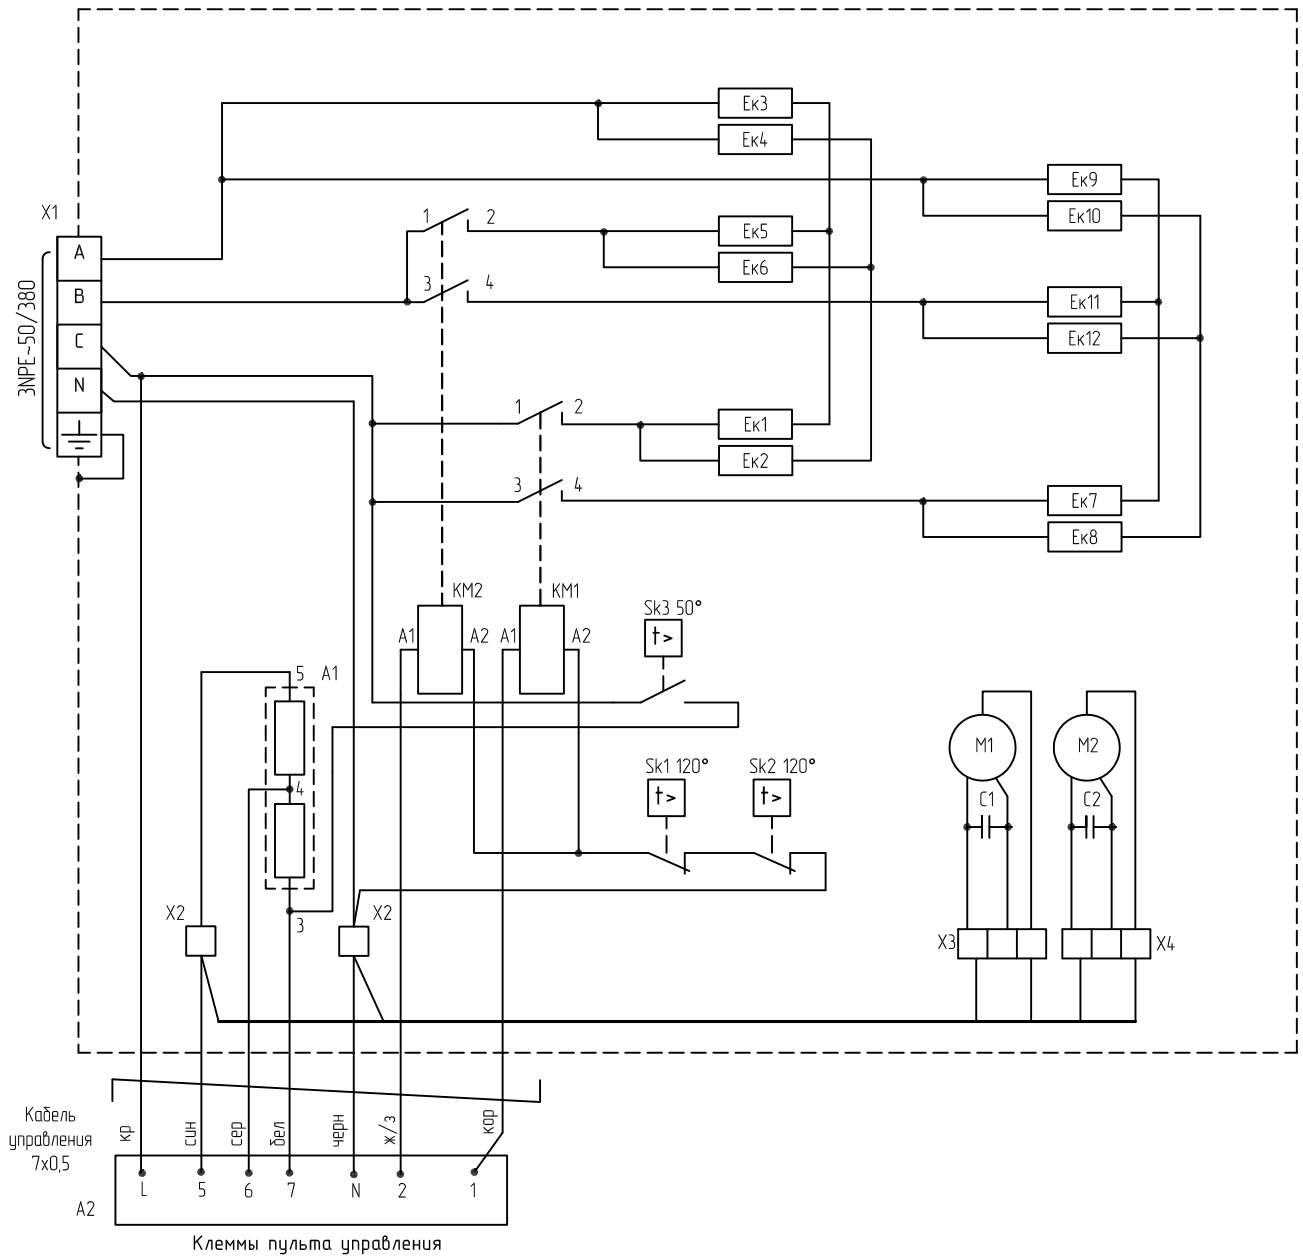 Ек3
Ек4
Ек9
Ек10
X1
A
1
2
Ек5
Ек6
B
3
4
Ек11
Ек12
3NPE~50/380
C
N
1
2
Ек1
Ек2
3
4
Ек7
Ек8
КМ2
КМ1
A1
A2
A1
A2
Sk3 50°
t>
5
A1
4
3
Sk1 120°
Sk2 120°
t>
t>
M1
M2
C1
C2
X2
X2
X3
X4
Кабель
управления
7x0,5
кр
син
сер
бел
черн
ж/з
кор
L
5
6
7
N
2
1
A2
Клеммы пульта управления